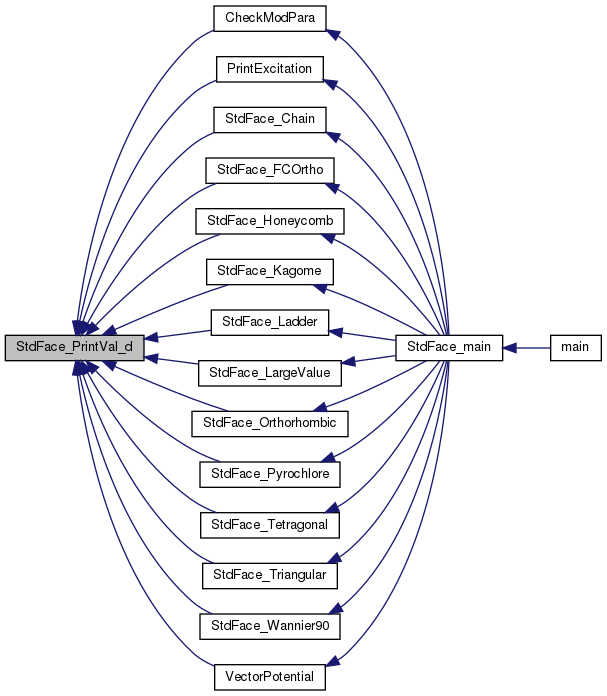 CheckModPara
PrintExcitation
StdFace_Chain
StdFace_FCOrtho
StdFace_Honeycomb
StdFace_Kagome
StdFace_Ladder
StdFace_PrintVal_d
StdFace_main
main
StdFace_LargeValue
StdFace_Orthorhombic
StdFace_Pyrochlore
StdFace_Tetragonal
StdFace_Triangular
StdFace_Wannier90
VectorPotential